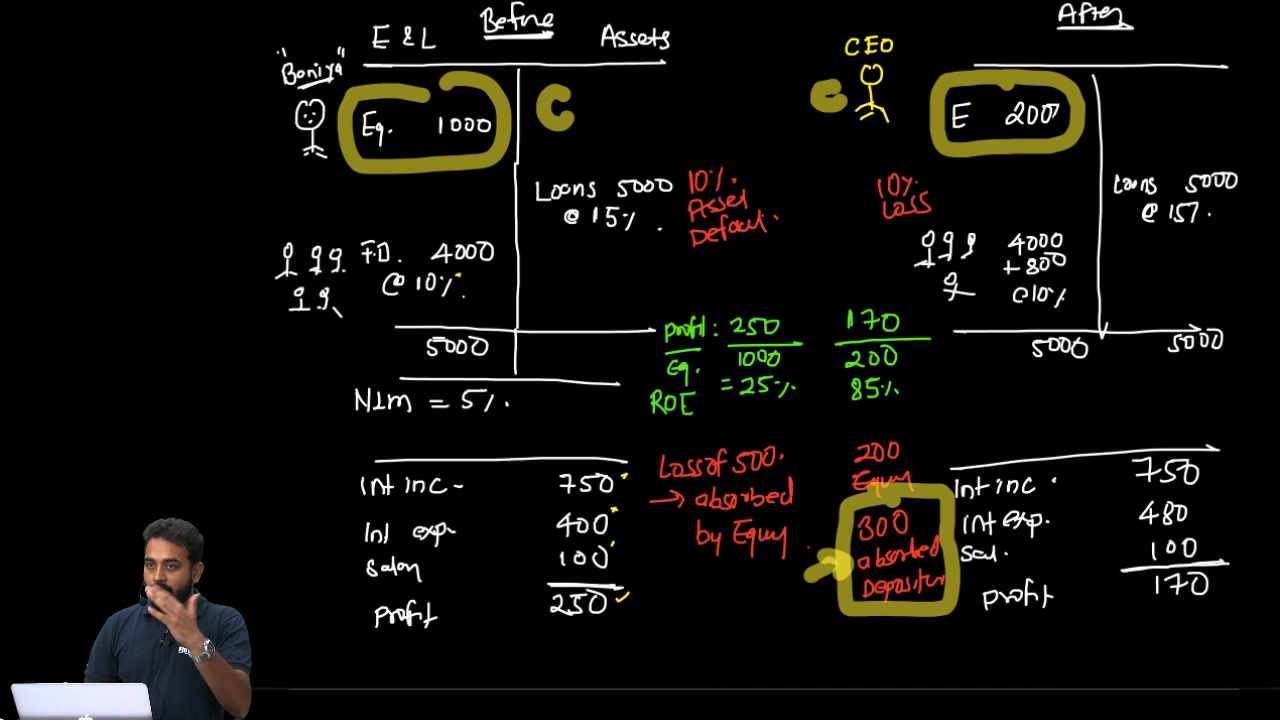 Before
E & L
Assets
"Baniya"
Eq. 1000
Loans 5000
@ 15%.
10%.
Asset
Default.
F.D. 4000
@ 10%.
5000
NIM = 5%.
Int inc - 750
Int exp. 400
Salary 100
Profit 250
profit : 250
Eq. 1000
ROE = 25%.
170
200
85%
Loss of 500.
→ absorbed
by Equity.
200
Equity
300
absorbed
Depositor
After
CEO
E 200
10%
Loss
Loans 5000
@ 15%.
4000
+ 800
@10%
5000
5000
Int inc. 750
Int exp. 480
Sal. 100
profit 170